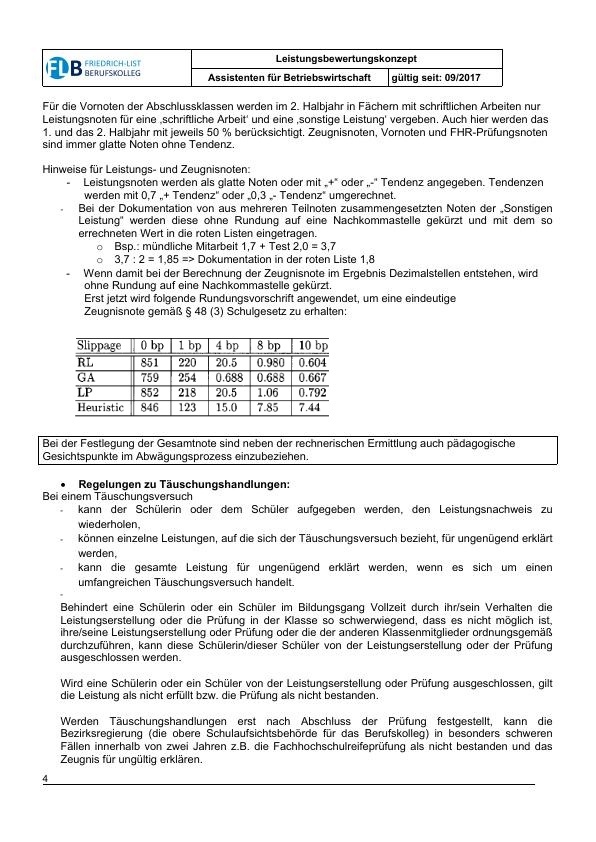 FLB FRIEDRICH-LIST
BERUFSKOLLEG
Leistungsbewertungskonzept
Assistenten für Betriebswirtschaft gültig seit: 09/2017
Für die Vornoten der Abschlussklassen werden im 2. Halbjahr in Fächern mit schriftlichen Arbeiten nur
Leistungsnoten für eine ‚schriftliche Arbeit' und eine ‚sonstige Leistung' vergeben. Auch hier werden das
1. und das 2. Halbjahr mit jeweils 50 % berücksichtigt. Zeugnisnoten, Vornoten und FHR-Prüfungsnoten
sind immer glatte Noten ohne Tendenz.
Hinweise für Leistungs- und Zeugnisnoten:
- Leistungsnoten werden als glatte Noten oder mit „+“ oder „-“ Tendenz angegeben. Tendenzen
werden mit 0,7 „+ Tendenz“ oder "0,3 „- Tendenz“ umgerechnet.
- Bei der Dokumentation von aus mehreren Teilnoten zusammengesetzten Noten der „Sonstigen
Leistung“ werden diese ohne Rundung auf eine Nachkommastelle gekürzt und mit dem so
errechneten Wert in die roten Listen eingetragen.
o Bsp.: mündliche Mitarbeit 1,7 + Test 2,0 = 3,7
o 3,7 : 2 = 1,85 => Dokumentation in der roten Liste 1,8
- Wenn damit bei der Berechnung der Zeugnisnote im Ergebnis Dezimalstellen entstehen, wird
ohne Rundung auf eine Nachkommastelle gekürzt.
Erst jetzt wird folgende Rundungsvorschrift angewendet, um eine eindeutige
Zeugnisnote gemäß § 48 (3) Schulgesetz zu erhalten:
Slippage 0 bp 1 bp 4 bp 8 bp 10 bp
RL 851 220 20.5 0.980 0.604
GA 759 254 0.688 0.688 0.667
LP 852 218 20.5 1.06 0.792
Heuristic 846 123 15.0 7.85 7.44
Bei der Festlegung der Gesamtnote sind neben der rechnerischen Ermittlung auch pädagogische
Gesichtspunkte im Abwägungsprozess einzubeziehen.
• Regelungen zu Täuschungshandlungen:
Bei einem Täuschungsversuch
- kann der Schülerin oder dem Schüler aufgegeben werden, den Leistungsnachweis zu
wiederholen,
- können einzelne Leistungen, auf die sich der Täuschungsversuch bezieht, für ungenügend erklärt
werden,
- kann die gesamte Leistung für ungenügend erklärt werden, wenn es sich um einen
umfangreichen Täuschungsversuch handelt.
-
Behindert eine Schülerin oder ein Schüler im Bildungsgang Vollzeit durch ihr/sein Verhalten die
Leistungserstellung oder die Prüfung in der Klasse so schwerwiegend, dass es nicht möglich ist,
ihre/seine Leistungserstellung oder Prüfung oder die der anderen Klassenmitglieder ordnungsgemäß
durchzuführen, kann diese Schülerin/dieser Schüler von der Leistungserstellung oder der Prüfung
ausgeschlossen werden.
Wird eine Schülerin oder ein Schüler von der Leistungserstellung oder Prüfung ausgeschlossen, gilt
die Leistung als nicht erfüllt bzw. die Prüfung als nicht bestanden.
Werden Täuschungshandlungen erst nach Abschluss der Prüfung festgestellt, kann die
Bezirksregierung (die obere Schulaufsichtsbehörde für das Berufskolleg) in besonders schweren
Fällen innerhalb von zwei Jahren z.B. die Fachhochschulreifeprüfung als nicht bestanden und das
Zeugnis für ungültig erklären.
4